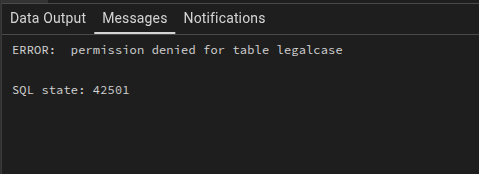 Data Output Messages Notifications
ERROR:  permission denied for table legalcase
SQL state: 42501